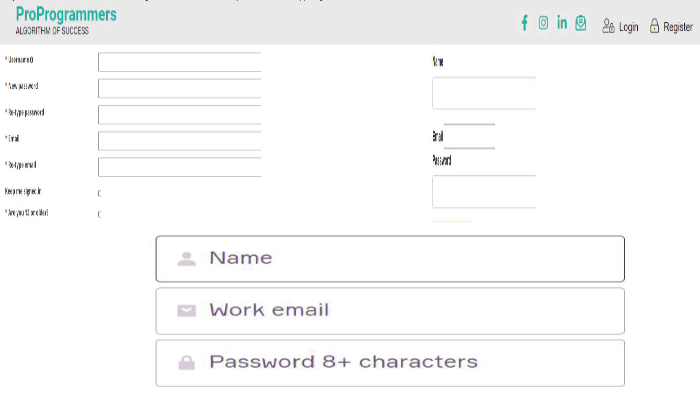 ProProgrammers
ALGORITHM OF SUCCESS
Login
Register
* Username
* New password
* Re-type password
* Email
* Re-type email
Keep me signed in
* Are you 13 or older?
Name
Email
Password
Name
Work email
Password 8+ characters